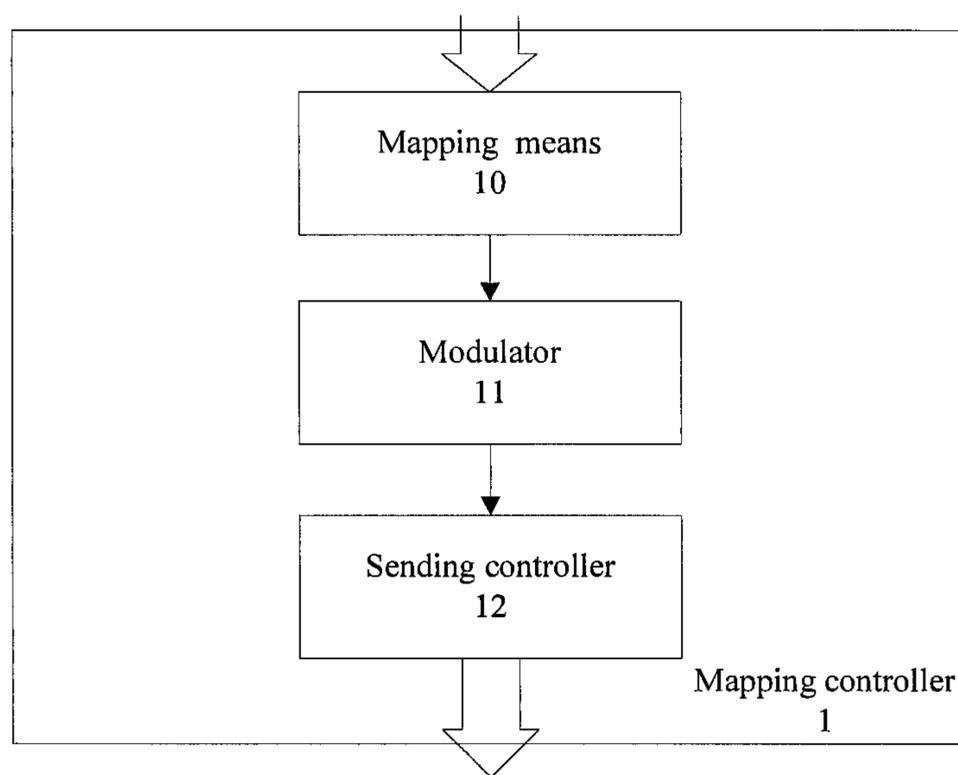 Mapping means
10
Modulator
11
Sending controller
12
Mapping controller
1